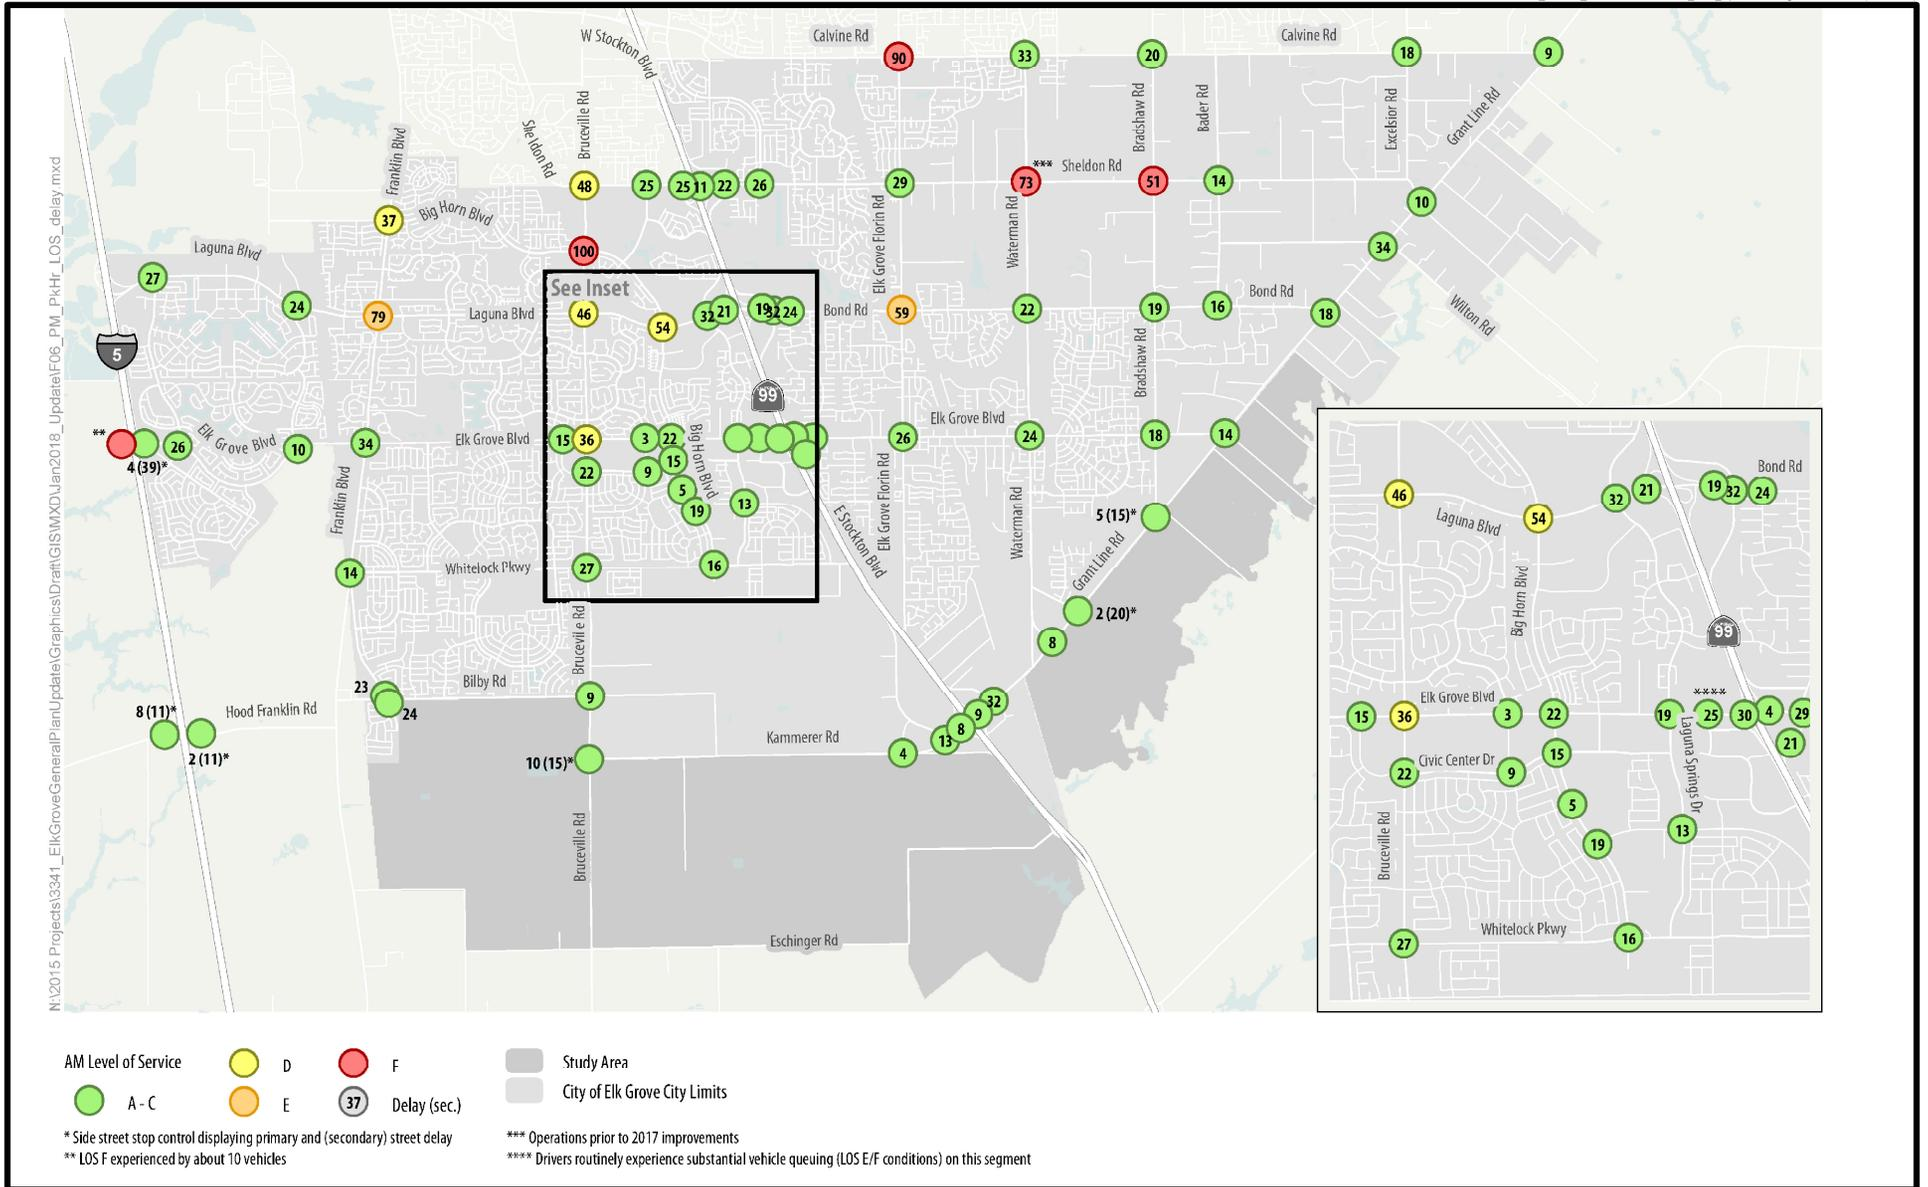 N:\2015 Projects\3341_ElkGroveGeneralPlanUpdate\Graphics\Draft\GIS\MXD\Jan2018_Update\F06_PM_PkHr_LOS_delay.mxd
W Stockton Blvd
Calvine Rd
Calvine Rd
90
33
20
18
9
Bruceville Rd
Sheldon Rd
Franklin Blvd
Bradshaw Rd
Bader Rd
Excelsior Rd
Grant Line Rd
48
25
25
11
22
26
29
73
***
Sheldon Rd
51
14
10
37
Big Horn Blvd
Elk Grove Florin Rd
Waterman Rd
Laguna Blvd
100
34
27
See Inset
24
79
Laguna Blvd
46
54
32
21
19
32
24
Bond Rd
59
22
19
16
Bond Rd
18
Wilton Rd
5
99
Bradshaw Rd
**
4 (39)*
26
Elk Grove Blvd
10
34
Elk Grove Blvd
15
36
3
22
Big Horn Blvd
26
Elk Grove Blvd
24
18
14
22
9
15
5
19
13
Franklin Blvd
E Stockton Blvd
Elk Grove Florin Rd
Waterman Rd
5 (15)*
Grant Line Rd
14
Whitelock Pkwy
27
16
2 (20)*
8
Bruceville Rd
23
24
Bilby Rd
9
32
9
8
13
4
8 (11)*
2 (11)*
Hood Franklin Rd
Kammerer Rd
10 (15)*
Bruceville Rd
Eschinger Rd
Bond Rd
46
Laguna Blvd
54
32
21
19
32
24
Big Horn Blvd
99
Elk Grove Blvd
****
15
36
3
22
19
25
30
4
29
21
Laguna Springs Dr
22
Civic Center Dr
9
15
5
19
13
Bruceville Rd
Whitelock Pkwy
27
16
AM Level of Service
A - C
D
E
F
37
Delay (sec.)
Study Area
City of Elk Grove City Limits
* Side street stop control displaying primary and (secondary) street delay
** LOS F experienced by about 10 vehicles
*** Operations prior to 2017 improvements
**** Drivers routinely experience substantial vehicle queuing (LOS E/F conditions) on this segment